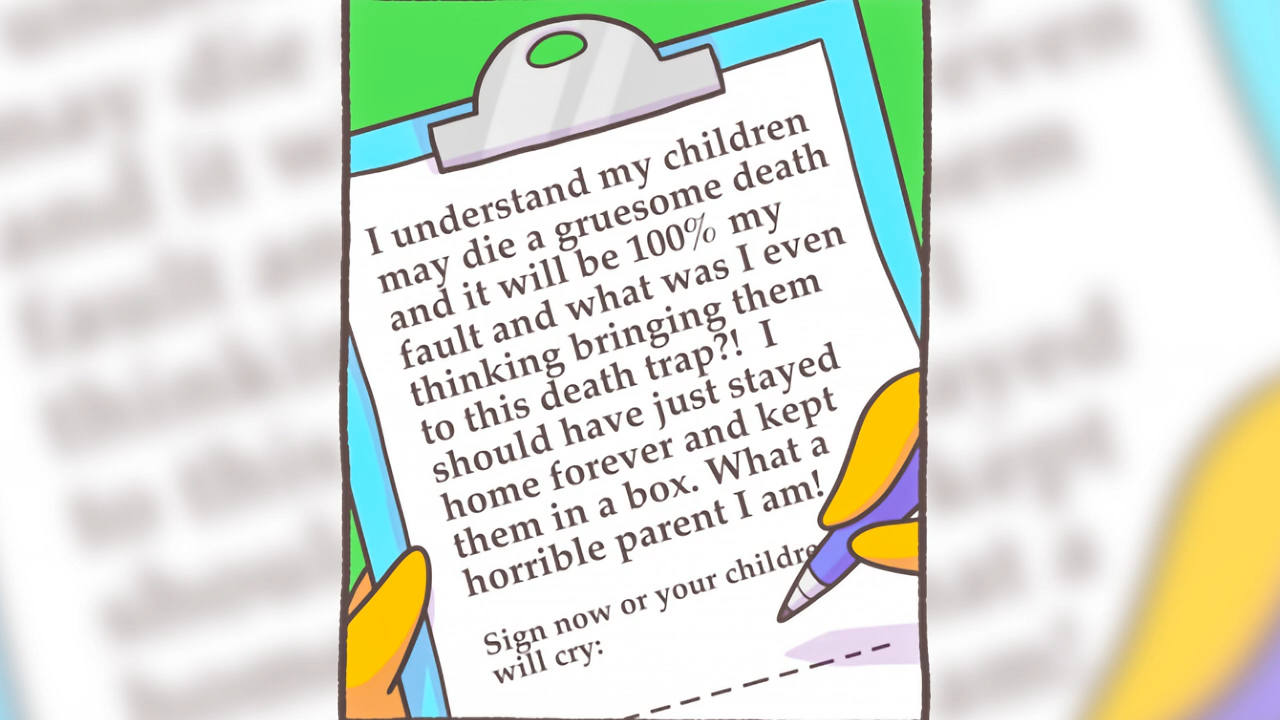 I understand my children
may die a gruesome death
and it will be 100% my
fault and what was I even
thinking bringing them
to this death trap?! I
should have just stayed
home forever and kept
them in a box. What a
horrible parent I am!
Sign now or your childre
will cry: